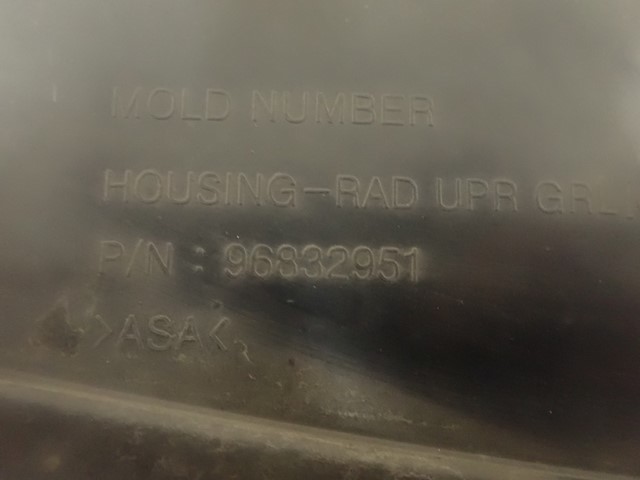 MOLD NUMBER
HOUSING-RAD UPR GRL
P/N : 96832951
>ASA<